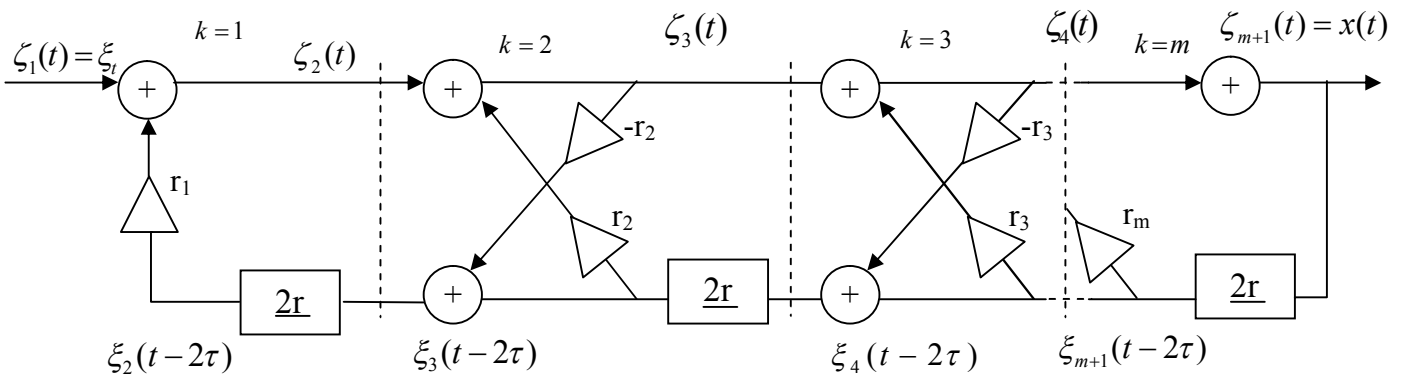 k = 1
k = 2
k = 3
k = m
ζ₁(t) = ξₜ
ζ₂(t)
ζ₃(t)
ζ₄(t)
ζₘ₊₁(t) = x(t)
+
+
+
+
-r₂
-r₃
r₁
r₂
r₃
rₘ
2r
+
2r
+
2r
ξ₂(t − 2τ)
ξ₃(t − 2τ)
ξ₄(t − 2τ)
ξₘ₊₁(t − 2τ)